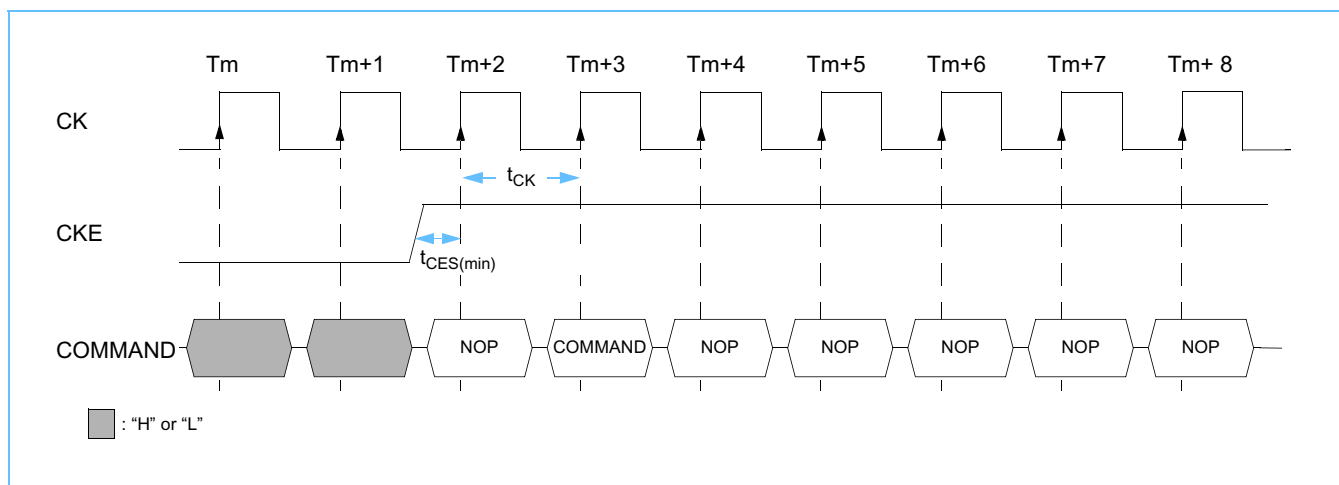 Tm Tm+1 Tm+2 Tm+3 Tm+4 Tm+5 Tm+6 Tm+7 Tm+ 8
CK
tCK
CKE
tCES(min)
COMMAND NOP COMMAND NOP NOP NOP NOP NOP
: “H” or “L”